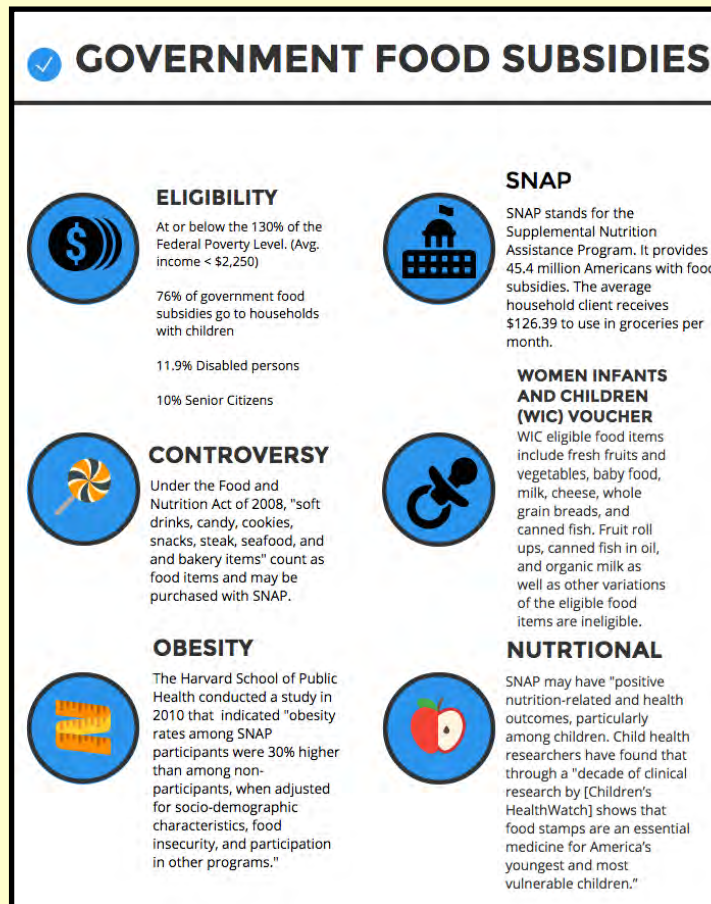 GOVERNMENT FOOD SUBSIDIES
ELIGIBILITY
At or below the 130% of the
Federal Poverty Level. (Avg.
income < $2,250)
76% of government food
subsidies go to households
with children
11.9% Disabled persons
10% Senior Citizens
SNAP
SNAP stands for the
Supplemental Nutrition
Assistance Program. It provides
45.4 million Americans with food
subsidies. The average
household client receives
$126.39 to use in groceries per
month.
CONTROVERSY
Under the Food and
Nutrition Act of 2008, "soft
drinks, candy, cookies,
snacks, steak, seafood, and
and bakery items" count as
food items and may be
purchased with SNAP.
WOMEN INFANTS
AND CHILDREN
(WIC) VOUCHER
WIC eligible food items
include fresh fruits and
vegetables, baby food,
milk, cheese, whole
grain breads, and
canned fish. Fruit roll
ups, canned fish in oil,
and organic milk as
well as other variations
of the eligible food
items are ineligible.
OBESITY
The Harvard School of Public
Health conducted a study in
2010 that indicated "obesity
rates among SNAP
participants were 30% higher
than among non-
participants, when adjusted
for socio-demographic
characteristics, food
insecurity, and participation
in other programs."
NUTRTIONAL
SNAP may have "positive
nutrition-related and health
outcomes, particularly
among children. Child health
researchers have found that
through a "decade of clinical
research by [Children's
HealthWatch] shows that
food stamps are an essential
medicine for America's
youngest and most
vulnerable children."